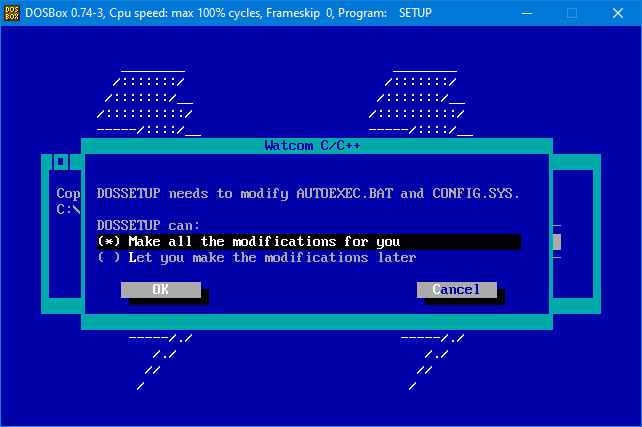 DOS
BOX
DOSBox 0.74-3, Cpu speed: max 100% cycles, Frameskip 0, Program: SETUP
Watcom C/C++
Cop
C:\
DOSSETUP needs to modify AUTOEXEC.BAT and CONFIG.SYS.
DOSSETUP can:
(*) Make all the modifications for you
( ) Let you make the modifications later
OK Cancel